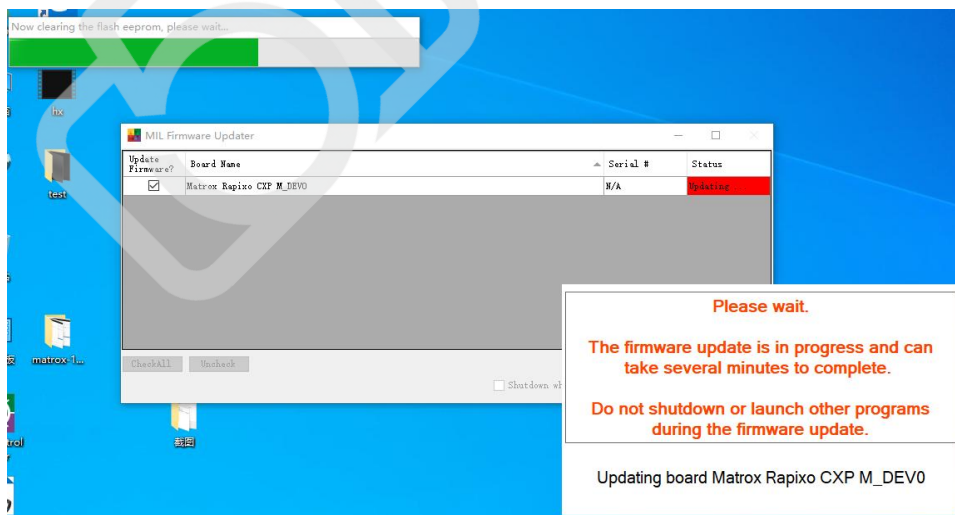 Now clearing the flash eeprom, please wait...
hx
MIL Firmware Updater
Update Firmware?
Board Name
Serial #
Status
Matrox Rapixo CXP M_DEV0
N/A
Updating...
test
Please wait.
The firmware update is in progress and can
take several minutes to complete.
Do not shutdown or launch other programs
during the firmware update.
matrox-1...
CheckAll
Uncheck
Shutdown wh
trol
截图
Updating board Matrox Rapixo CXP M_DEV0